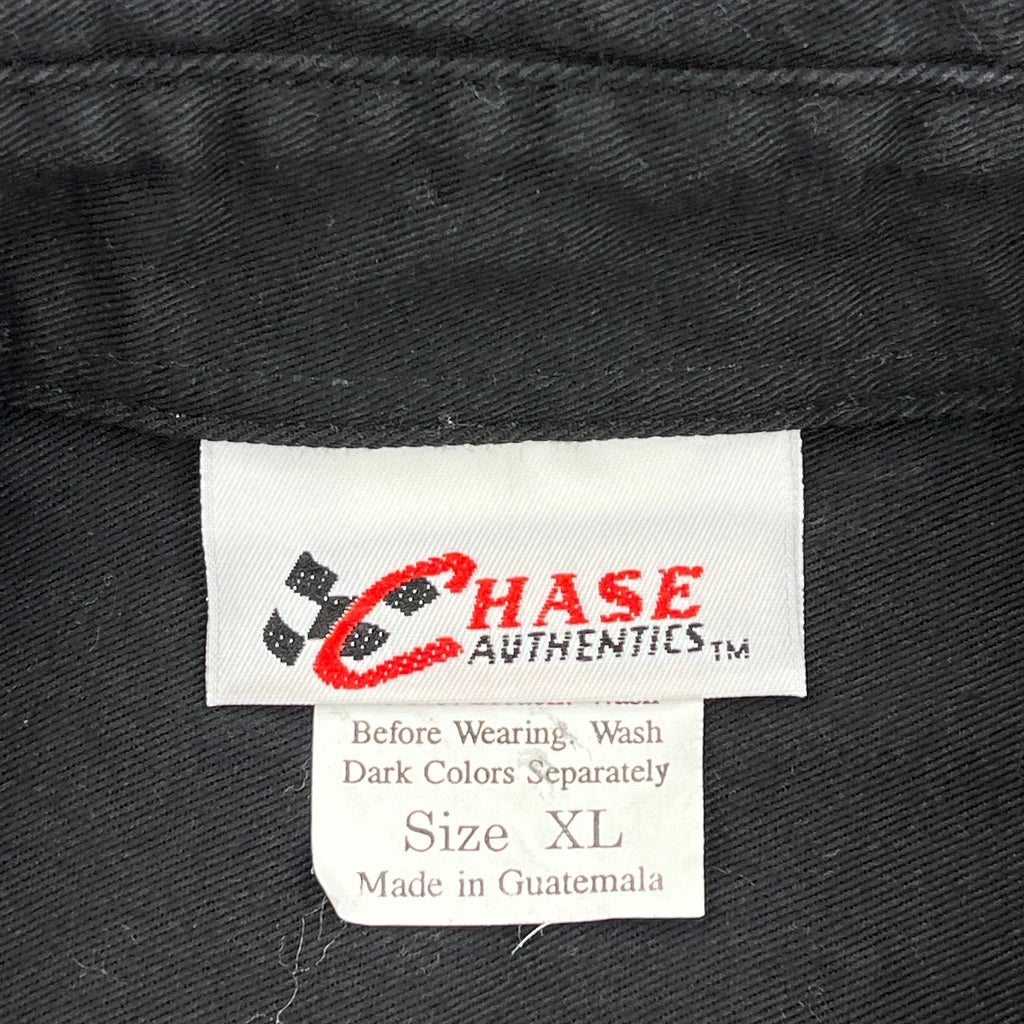 CHASE
AUTHENTICS TM
Before Wearing. Wash
Dark Colors Separately
Size XL
Made in Guatemala